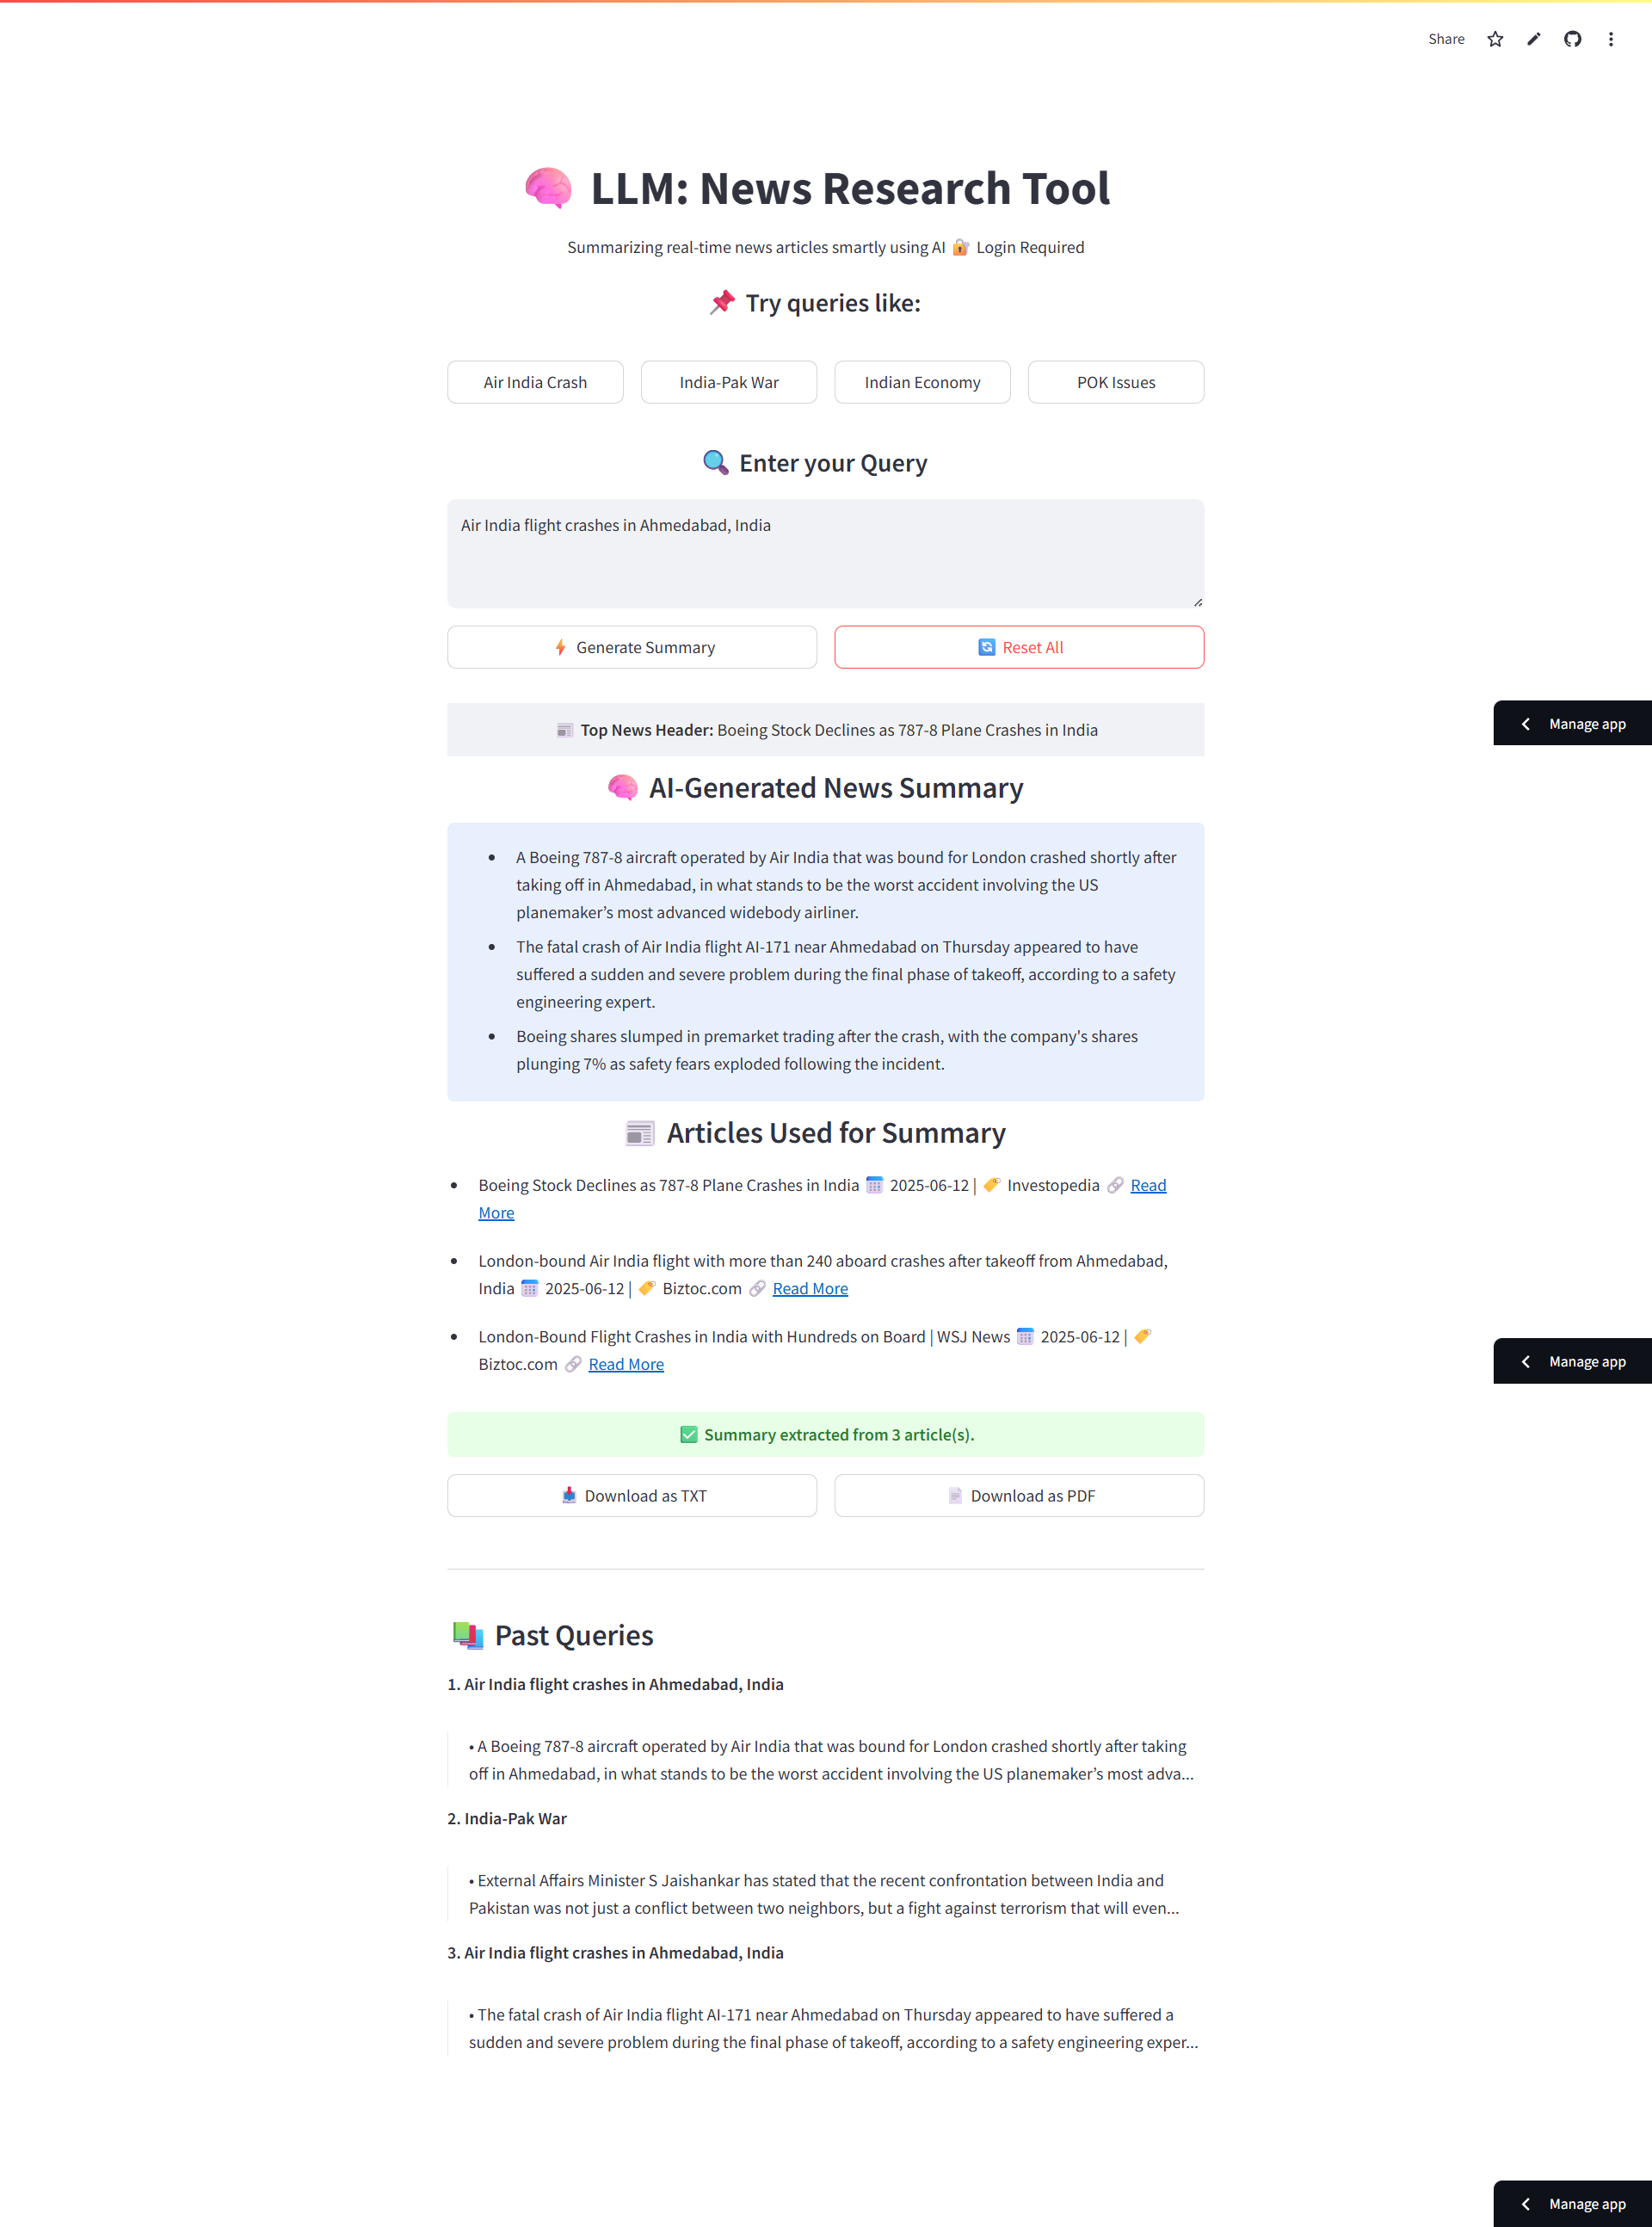 Share
🧠 LLM: News Research Tool
Summarizing real-time news articles smartly using AI 🔐 Login Required
📌 Try queries like:
Air India Crash
India-Pak War
Indian Economy
POK Issues
🔍 Enter your Query
Air India flight crashes in Ahmedabad, India
⚡ Generate Summary
🔄 Reset All
📰 Top News Header: Boeing Stock Declines as 787-8 Plane Crashes in India
Manage app
🧠 AI-Generated News Summary
• A Boeing 787-8 aircraft operated by Air India that was bound for London crashed shortly after
taking off in Ahmedabad, in what stands to be the worst accident involving the US
planemaker’s most advanced widebody airliner.
• The fatal crash of Air India flight AI-171 near Ahmedabad on Thursday appeared to have
suffered a sudden and severe problem during the final phase of takeoff, according to a safety
engineering expert.
• Boeing shares slumped in premarket trading after the crash, with the company's shares
plunging 7% as safety fears exploded following the incident.
📰 Articles Used for Summary
• Boeing Stock Declines as 787-8 Plane Crashes in India 📅 2025-06-12 | 🏷️ Investopedia 🔗 Read
More
• London-bound Air India flight with more than 240 aboard crashes after takeoff from Ahmedabad,
India 📅 2025-06-12 | 🏷️ Biztoc.com 🔗 Read More
• London-Bound Flight Crashes in India with Hundreds on Board | WSJ News 📅 2025-06-12 | 🏷️
Biztoc.com 🔗 Read More
Manage app
✅ Summary extracted from 3 article(s).
📥 Download as TXT
📄 Download as PDF
📚 Past Queries
1. Air India flight crashes in Ahmedabad, India
• A Boeing 787-8 aircraft operated by Air India that was bound for London crashed shortly after taking
off in Ahmedabad, in what stands to be the worst accident involving the US planemaker’s most adva...
2. India-Pak War
• External Affairs Minister S Jaishankar has stated that the recent confrontation between India and
Pakistan was not just a conflict between two neighbors, but a fight against terrorism that will even...
3. Air India flight crashes in Ahmedabad, India
• The fatal crash of Air India flight AI-171 near Ahmedabad on Thursday appeared to have suffered a
sudden and severe problem during the final phase of takeoff, according to a safety engineering exper...
Manage app